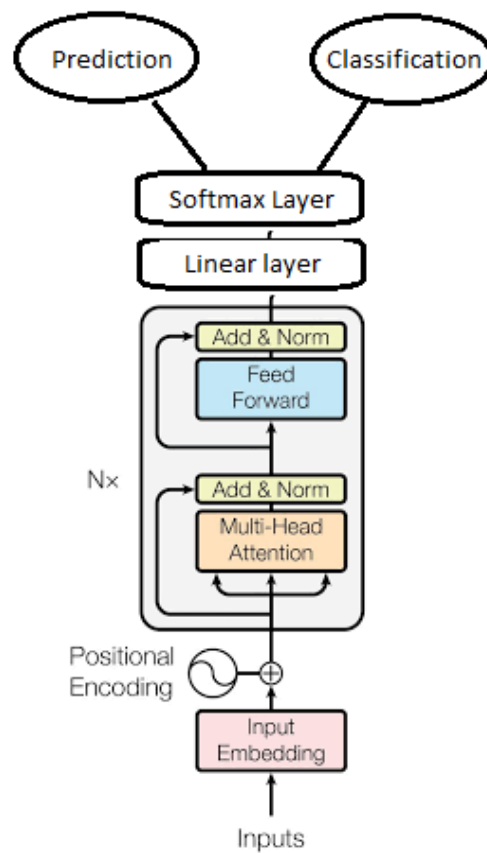 Prediction
Classification
Softmax Layer
Linear layer
Add & Norm
Feed
Forward
Nx
Add & Norm
Multi-Head
Attention
Positional
Encoding
Input
Embedding
Inputs